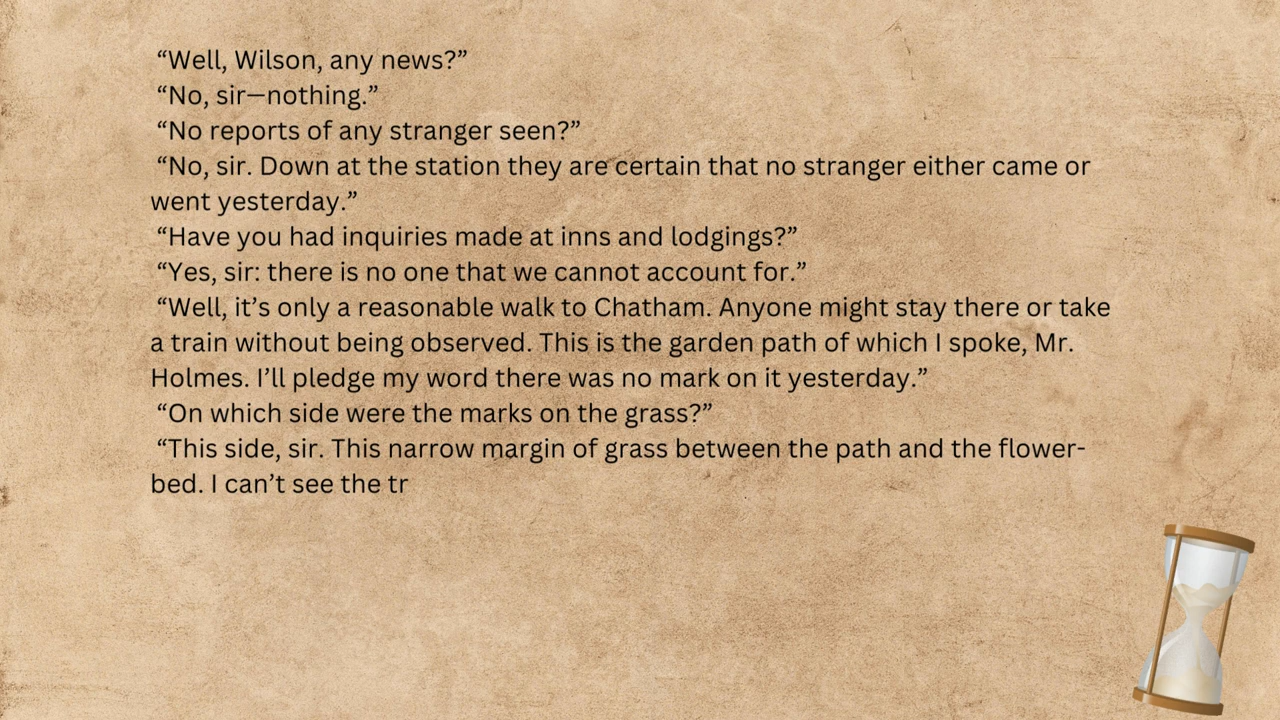 “Well, Wilson, any news?”
“No, sir—nothing.”
“No reports of any stranger seen?”
“No, sir. Down at the station they are certain that no stranger either came or
went yesterday.”
“Have you had inquiries made at inns and lodgings?”
“Yes, sir: there is no one that we cannot account for.”
“Well, it’s only a reasonable walk to Chatham. Anyone might stay there or take
a train without being observed. This is the garden path of which I spoke, Mr.
Holmes. I’ll pledge my word there was no mark on it yesterday.”
“On which side were the marks on the grass?”
“This side, sir. This narrow margin of grass between the path and the flower-
bed. I can’t see the tr